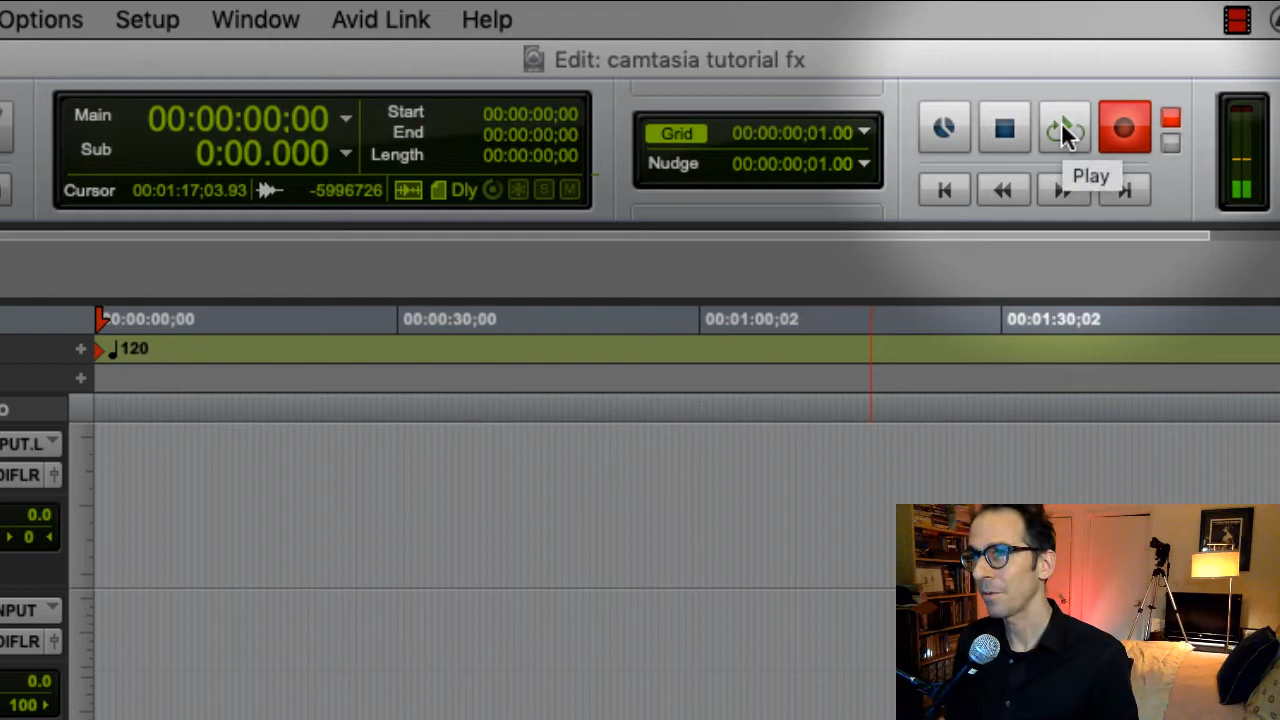 Options Setup Window Avid Link Help
Edit: camtasia tutorial fx
Main 00:00:00;00
Sub 0:00.000
Start 00:00:00;00
End 00:00:00;00
Length 00:00:00;00
Cursor 00:01:17;03.93 -5996726 Dly S M
Grid 00:00:00;01.00
Nudge 00:00:00;01.00
Play
0:00:00;00 00:00:30;00 00:01:00;02 00:01:30;02
+ 120
+
O
PUT.L
DIFLR
0.0
0
NPUT
DIFLR
0.0
100